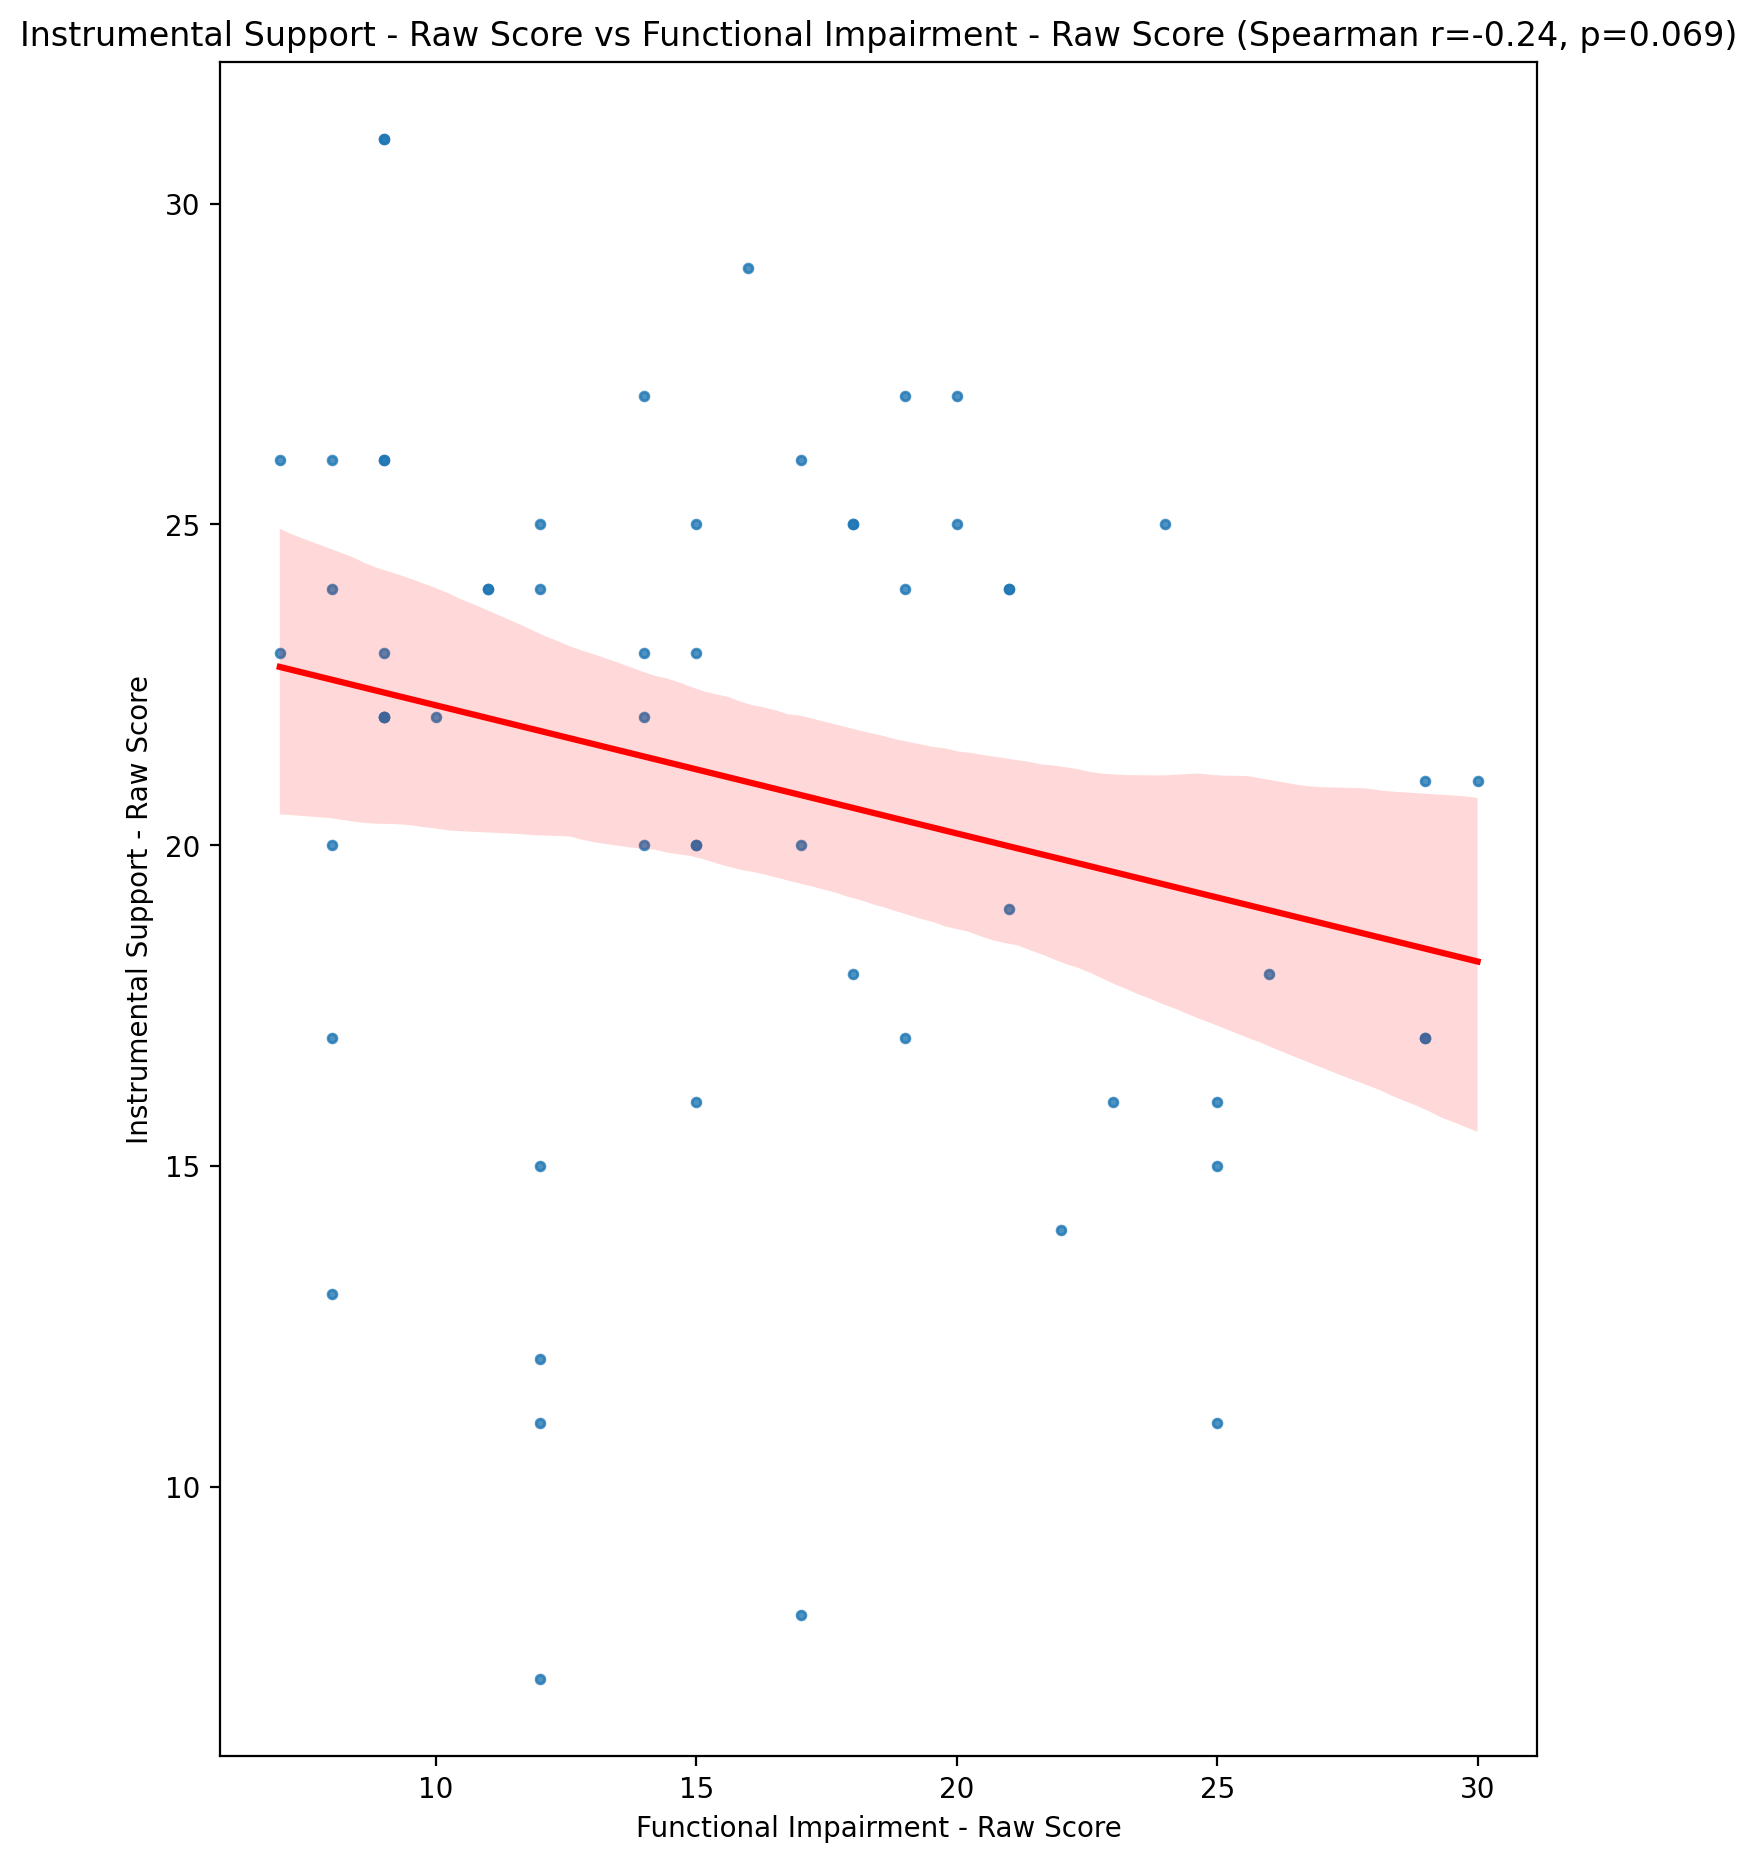 Instrumental Support - Raw Score vs Functional Impairment - Raw Score (Spearman r=-0.24, p=0.069)
Instrumental Support - Raw Score
30
25
20
15
10
10 15 20 25 30
Functional Impairment - Raw Score